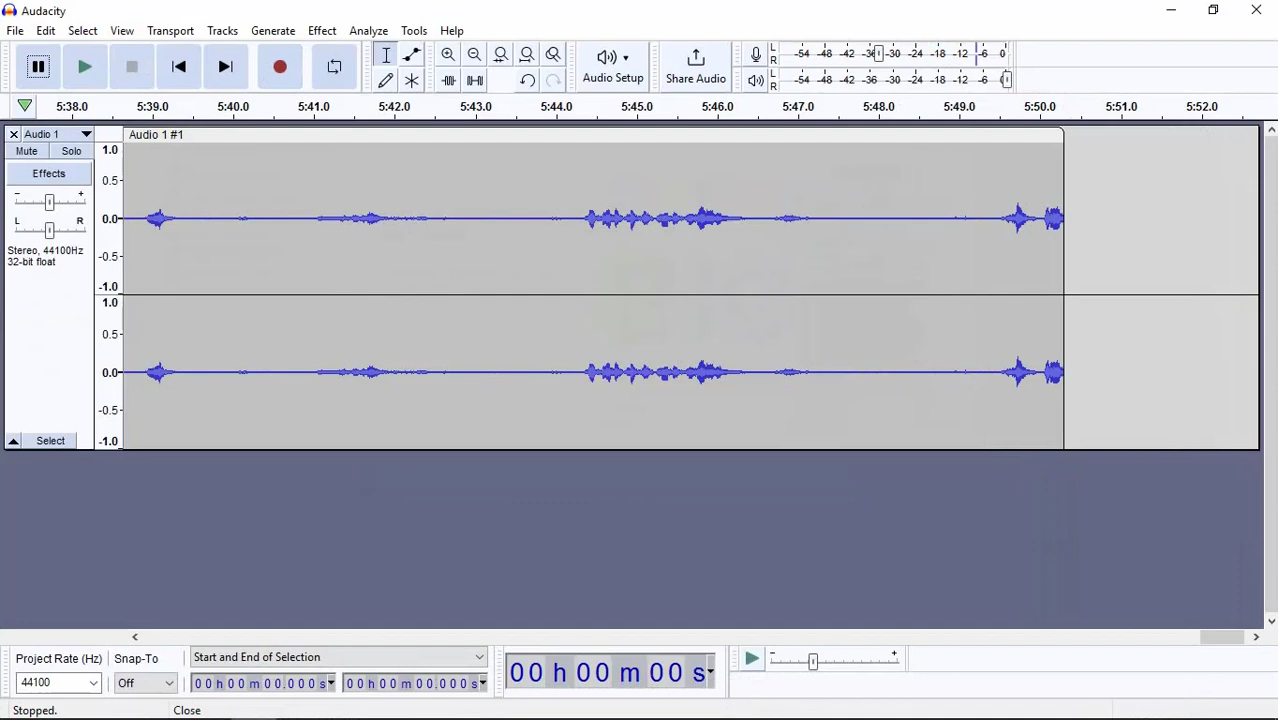 Audacity
File Edit Select View Transport Tracks Generate Effect Analyze Tools Help
Audio Setup
Share Audio
L
R
-54 -48 -42 -36 -30 -24 -18 -12 -6 0
L
R
-54 -48 -42 -36 -30 -24 -18 -12 -6 0
5:38.0 5:39.0 5:40.0 5:41.0 5:42.0 5:43.0 5:44.0 5:45.0 5:46.0 5:47.0 5:48.0 5:49.0 5:50.0 5:51.0 5:52.0
Audio 1
Audio 1 #1
Mute Solo
Effects
- +
L R
Stereo, 44100Hz
32-bit float
Select
1.0
0.5
0.0
-0.5
-1.0
1.0
0.5
0.0
-0.5
-1.0
Project Rate (Hz) Snap-To
Start and End of Selection
44100
Off
00 h 00 m 00.000 s
00 h 00 m 00.000 s
00 h 00 m 00 s
- +
Stopped.
Close